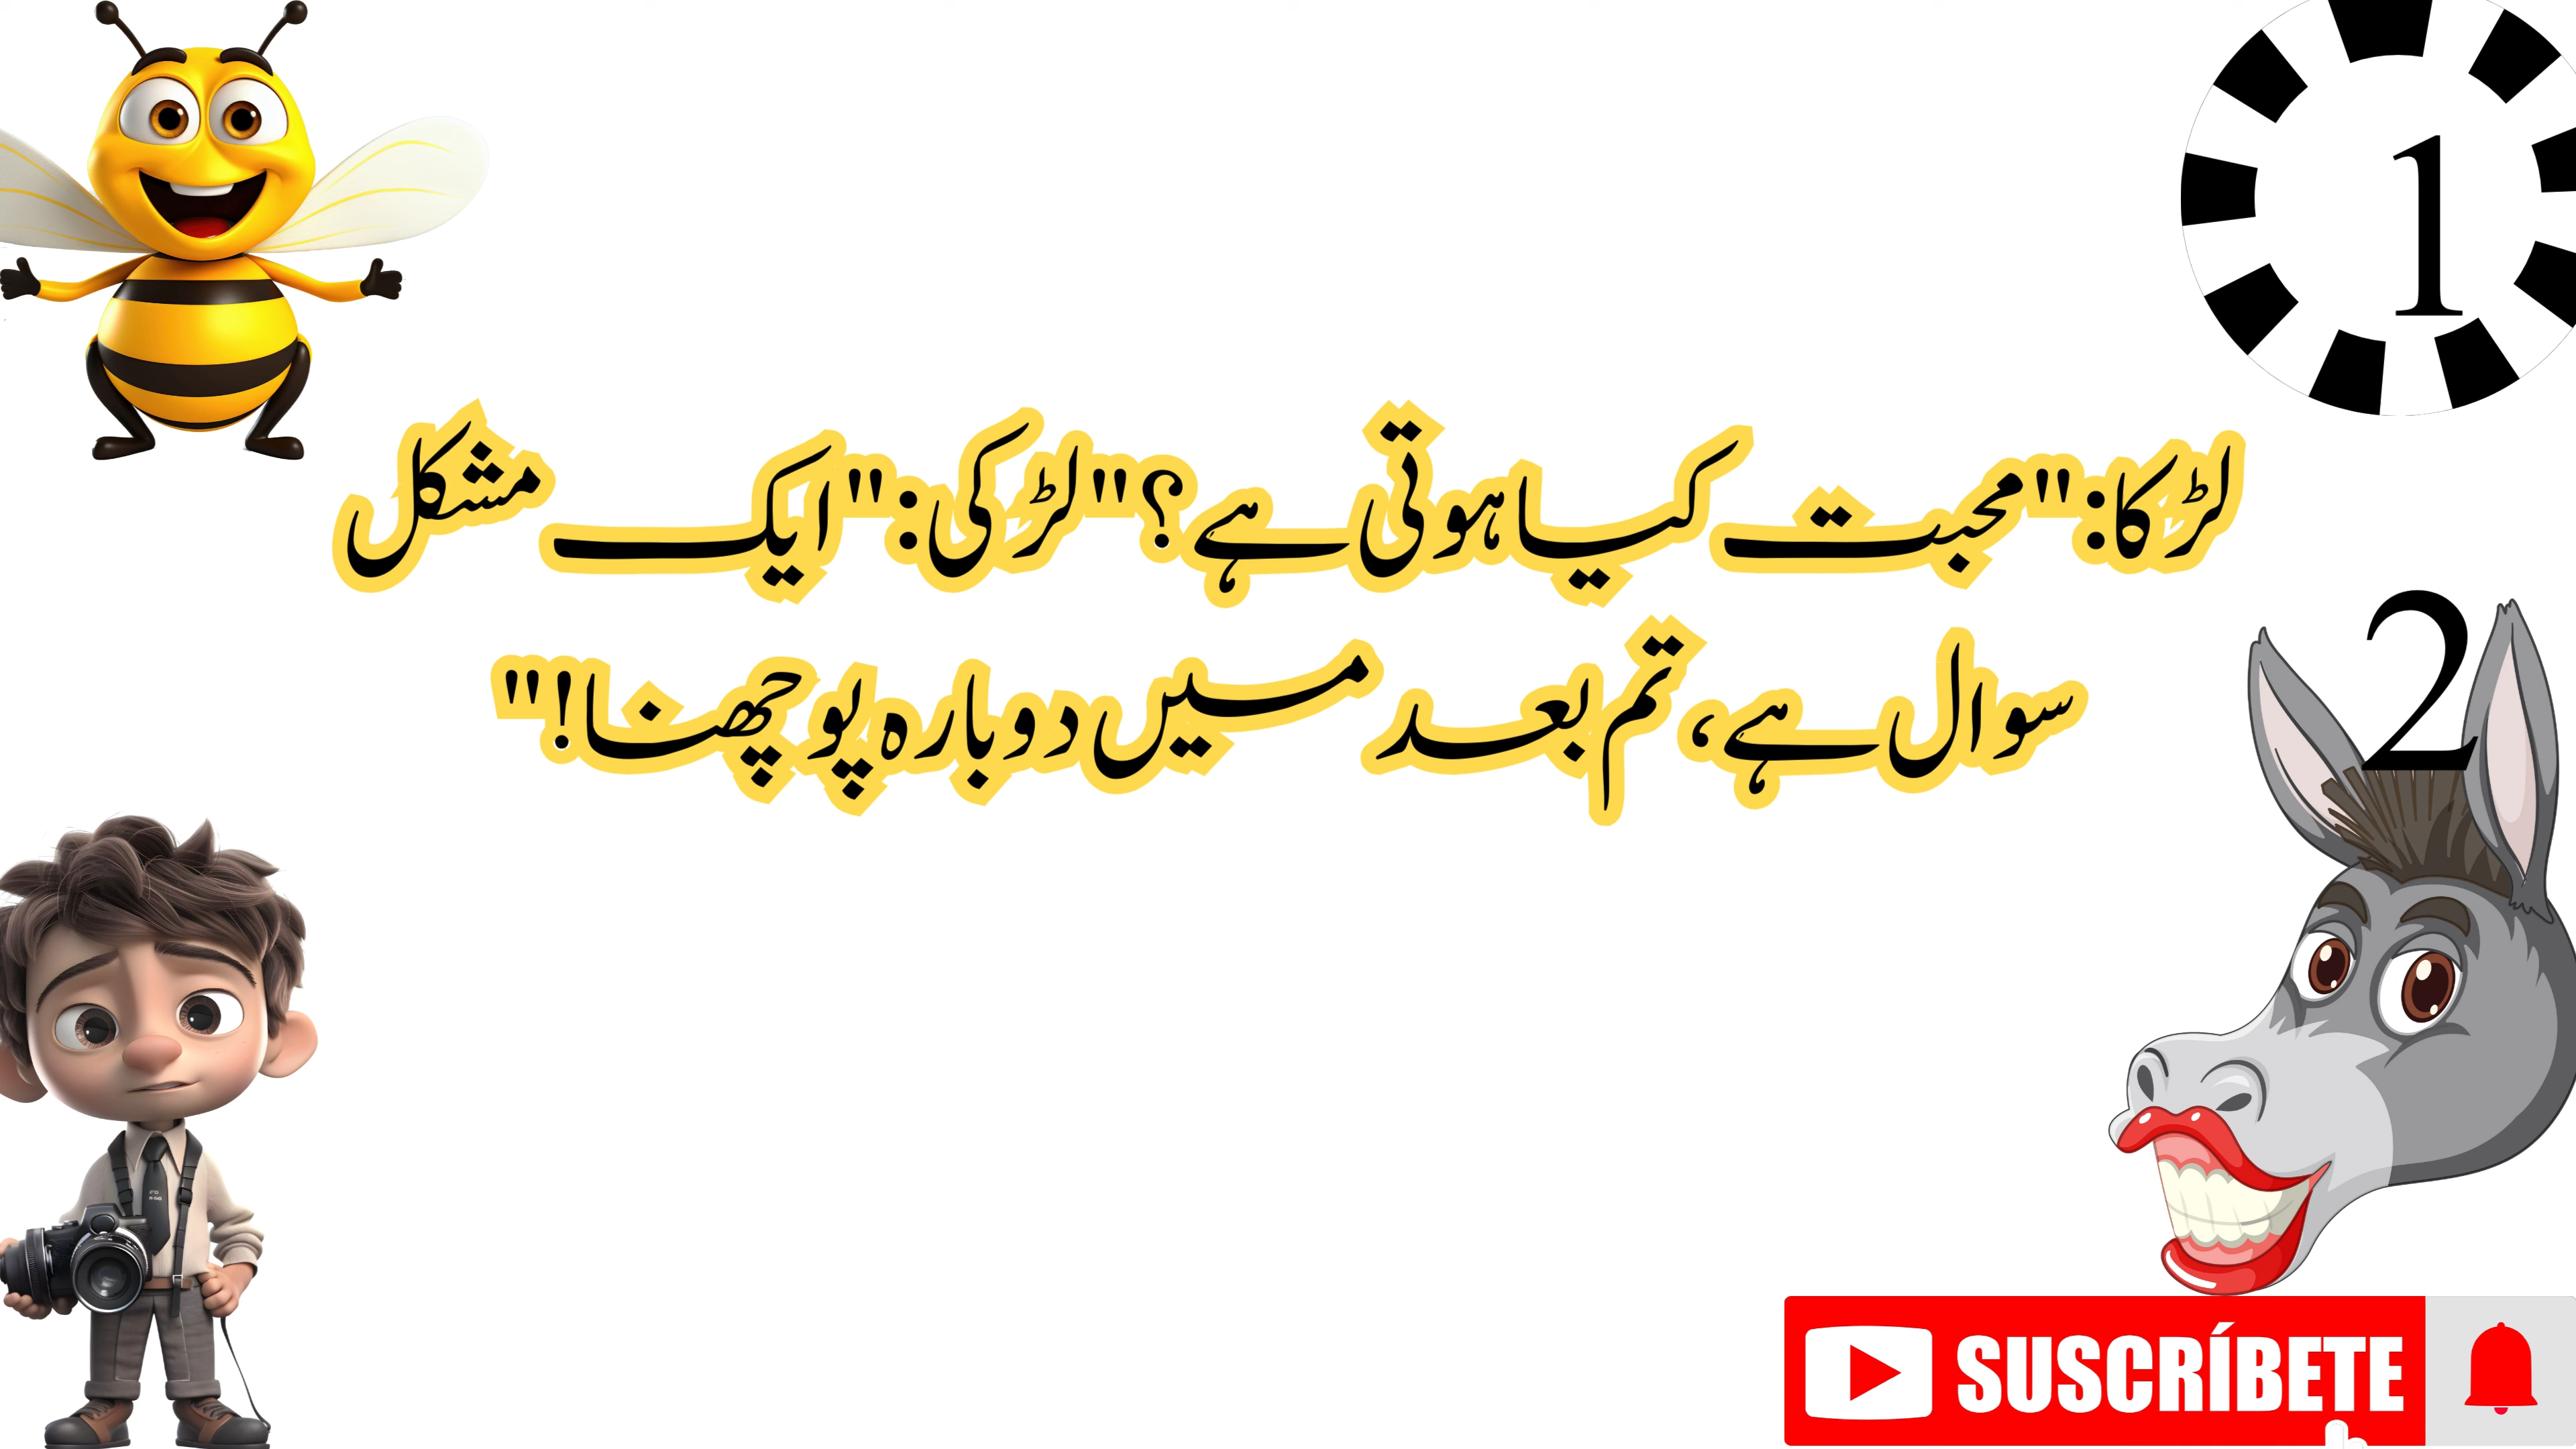 1
لڑکا:"محبت کیا ہوتی ہے؟"لڑکی:"ایک مشکل
سوال ہے، تم بعد میں دوبارہ پوچھنا!"
2
SUSCRÍBETE